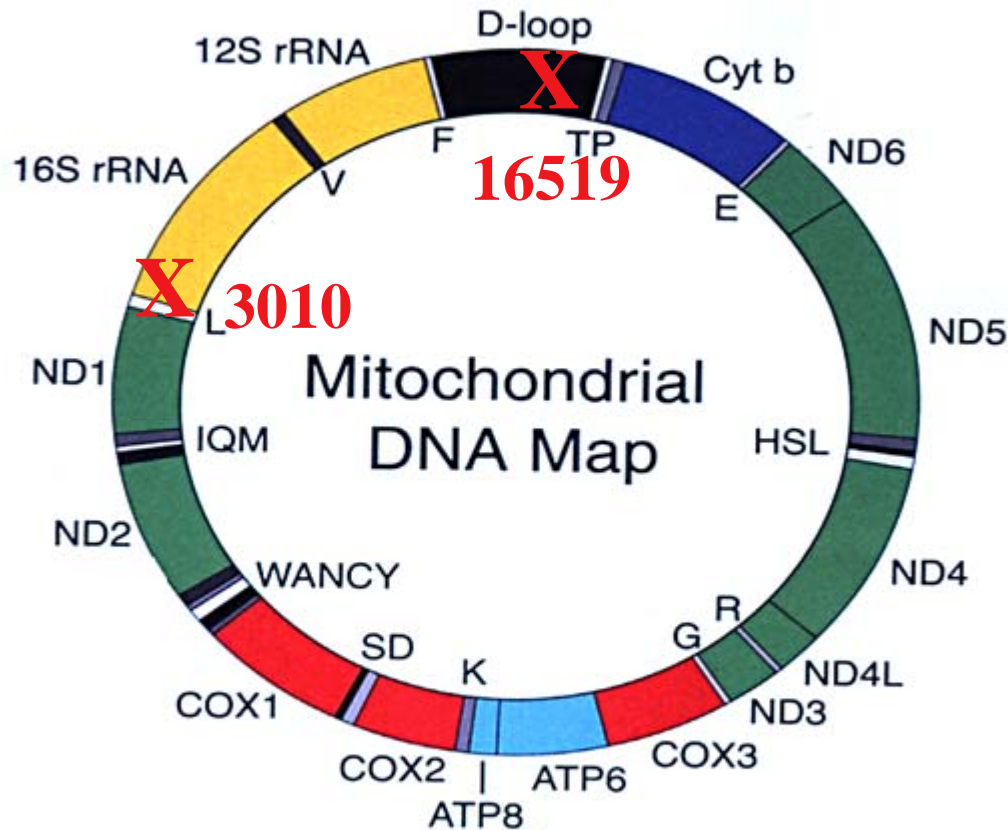 D-loop
12S rRNA
Cyt b
F
X
TP
ND6
16S rRNA
V
16519
E
X
L
3010
ND5
ND1
Mitochondrial
DNA Map
IQM
HSL
ND2
WANCY
ND4
R
SD
G
K
ND4L
COX1
ND3
COX2
ATP6
COX3
ATP8